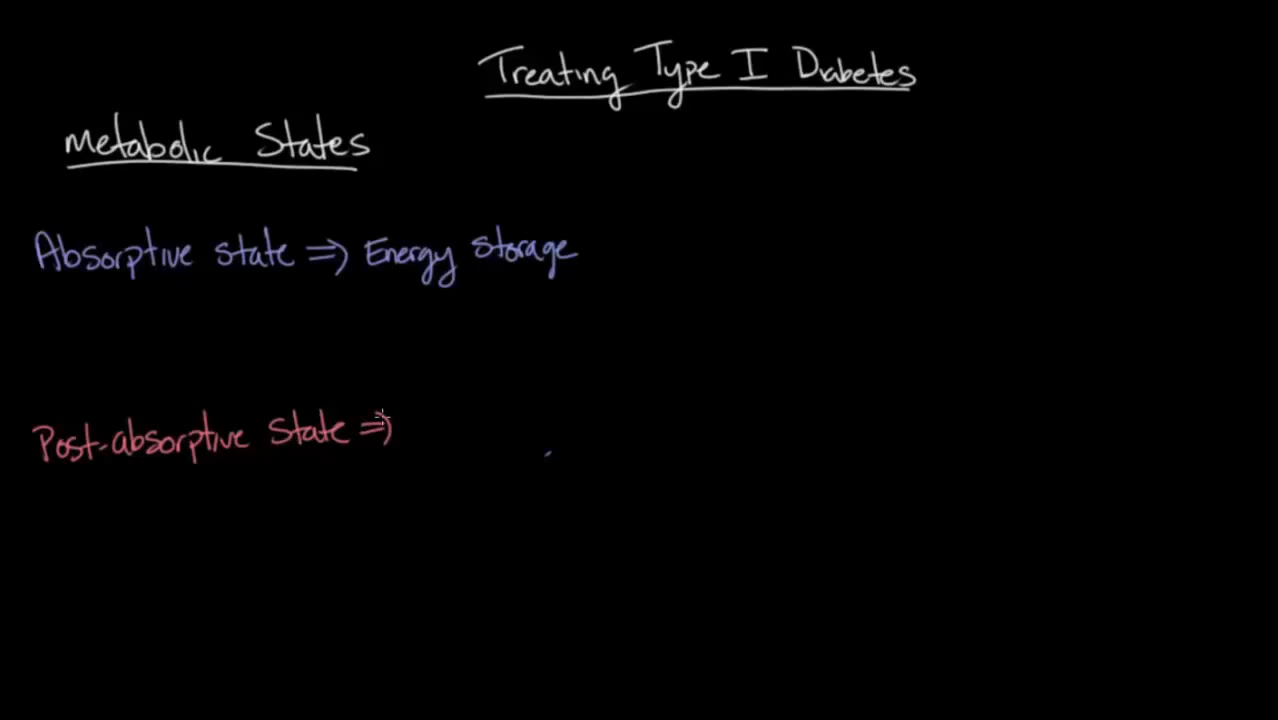 Treating Type I Diabetes
Metabolic States
Absorptive state ⇒ Energy storage
Post-absorptive State ⇒